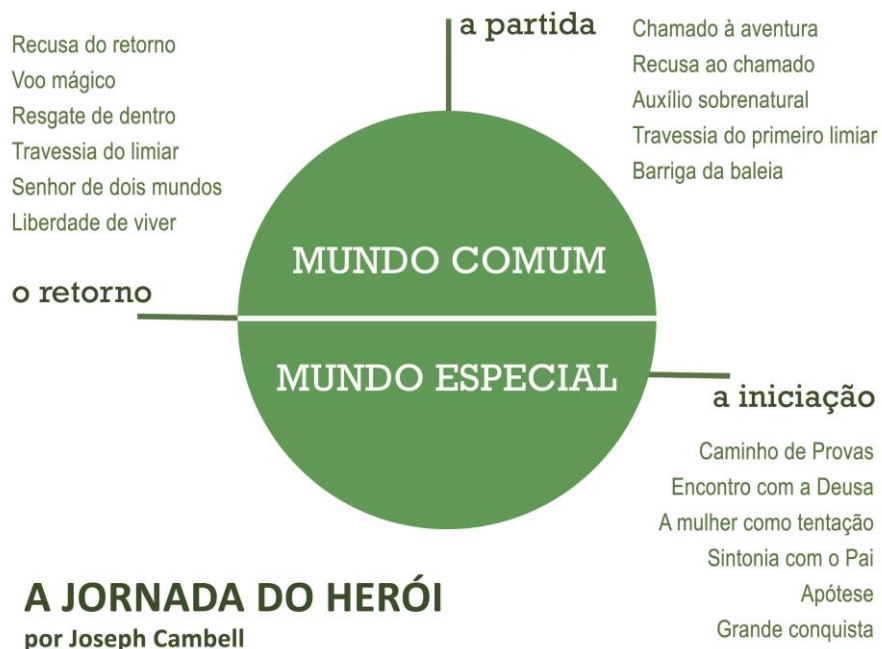 a partida
Chamado à aventura
Recusa ao chamado
Auxílio sobrenatural
Travessia do primeiro limiar
Barriga da baleia
MUNDO COMUM
MUNDO ESPECIAL
a iniciação
Caminho de Provas
Encontro com a Deusa
A mulher como tentação
Sintonia com o Pai
Apótese
Grande conquista
o retorno
Recusa do retorno
Voo mágico
Resgate de dentro
Travessia do limiar
Senhor de dois mundos
Liberdade de viver
A JORNADA DO HERÓI
por Joseph Cambell